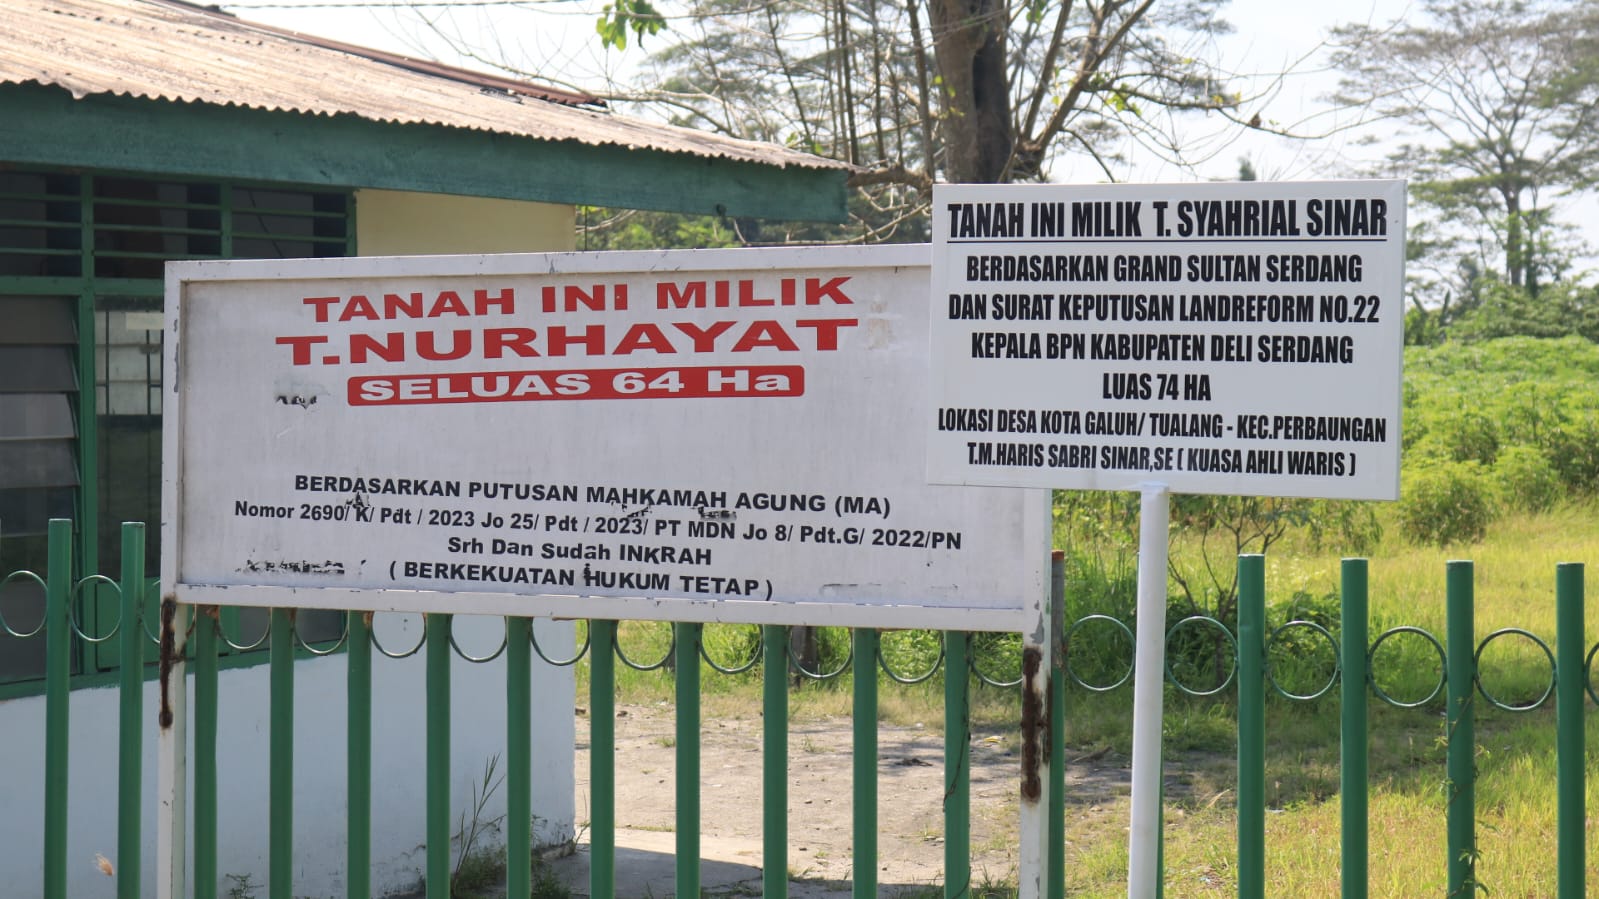 TANAH INI MILIK
T.NURHAYAT
SELUAS 64 Ha
BERDASARKAN PUTUSAN MAHKAMAH AGUNG (MA)
Nomor 2690/ K/ Pdt / 2023 Jo 25/ Pdt / 2023/ PT MDN Jo 8/ Pdt.G/ 2022/PN
Srh Dan Sudah INKRAH
( BERKEKUATAN HUKUM TETAP )
TANAH INI MILIK T. SYAHRIAL SINAR
BERDASARKAN GRAND SULTAN SERDANG
DAN SURAT KEPUTUSAN LANDREFORM NO.22
KEPALA BPN KABUPATEN DELI SERDANG
LUAS 74 HA
LOKASI DESA KOTA GALUH/ TUALANG - KEC.PERBAUNGAN
T.M.HARIS SABRI SINAR,SE ( KUASA AHLI WARIS )